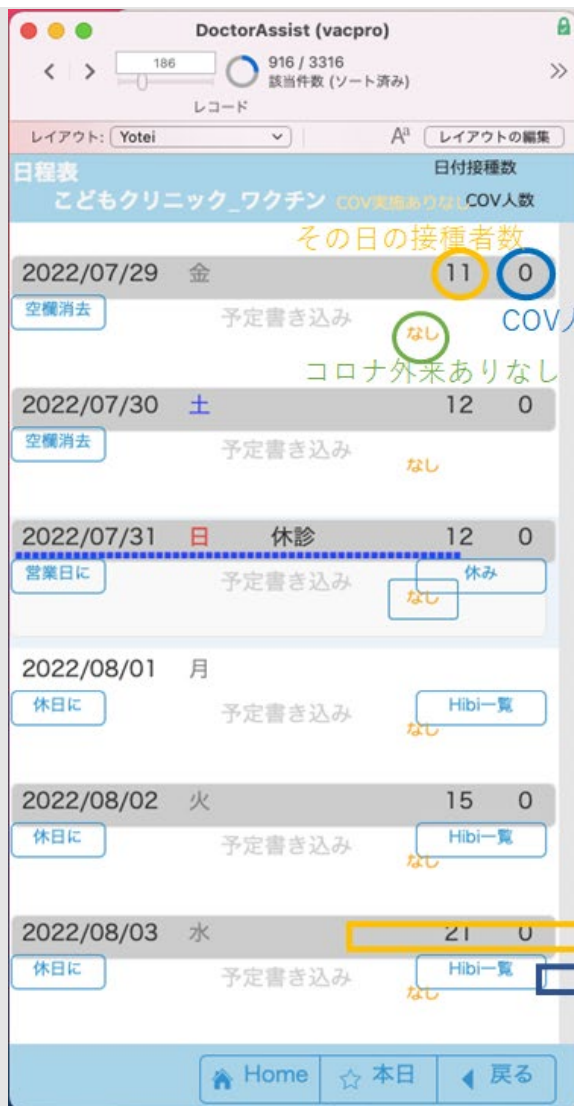 DoctorAssist (vacpro)
186
916 / 3316
該当件数 (ソート済み)
レコード
レイアウト: Yotei
Aª レイアウトの編集
日程表
日付接種数
こどもクリニック_ワクチン COV実施ありなし COV人数
その日の接種者数
2022/07/29 金 11 0
空欄消去 予定書き込み なし
COV人
コロナ外来ありなし
2022/07/30 土 12 0
空欄消去 予定書き込み なし
2022/07/31 日 休診 12 0
営業日に 予定書き込み なし 休み
2022/08/01 月
休日に 予定書き込み なし Hibi一覧
2022/08/02 火 15 0
休日に 予定書き込み なし Hibi一覧
2022/08/03 水 21 0
休日に 予定書き込み なし Hibi一覧
Home 本日 戻る